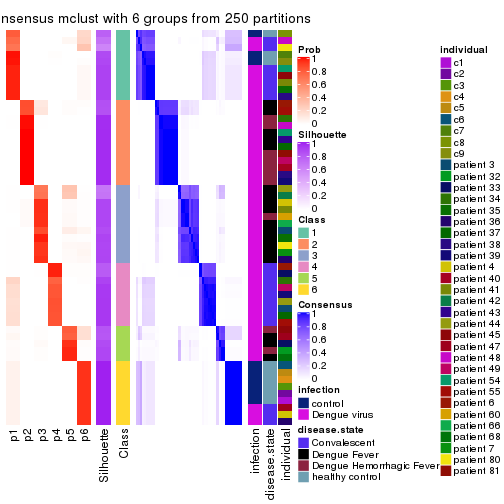 nsensus mclust with 6 groups from 250 partitions
Prob
1
0.8
0.6
0.4
0.2
0
Silhouette
1
0.8
0.6
0.4
0.2
0
Class
1
2
3
4
5
6
Consensus
1
0.8
0.6
0.4
0.2
0
infection
control
Dengue virus
disease.state
Convalescent
Dengue Fever
Dengue Hemorrhagic Fever
healthy control
individual
c1
c2
c3
c4
c5
c6
c7
c8
c9
patient 3
patient 32
patient 33
patient 34
patient 35
patient 36
patient 37
patient 38
patient 39
patient 4
patient 40
patient 41
patient 42
patient 43
patient 44
patient 45
patient 47
patient 48
patient 49
patient 54
patient 55
patient 6
patient 60
patient 66
patient 68
patient 7
patient 80
patient 81
p1
p2
p3
p4
p5
p6
Silhouette
Class
infection
disease.state
individual